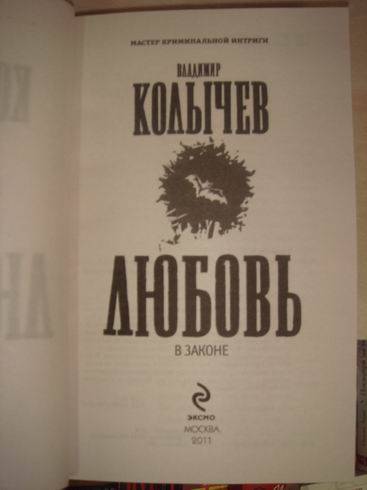 МАСТЕР КРИМИНАЛЬНОЙ ИНТРИГИ
ВЛАДИМИР
КОЛЫЧЕВ
ЛЮБОВЬ
В ЗАКОНЕ
ЭКСМО
МОСКВА
2011